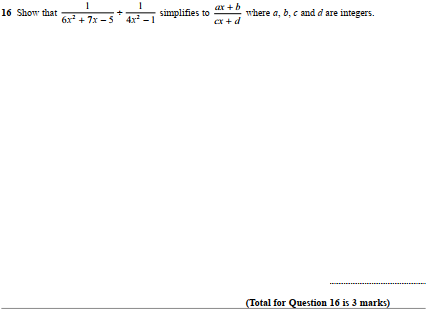 16 Show that 1/(6x² + 7x − 5) ÷ 1/(4x² − 1) simplifies to (ax + b)/(cx + d) where a, b, c and d are integers.
(Total for Question 16 is 3 marks)